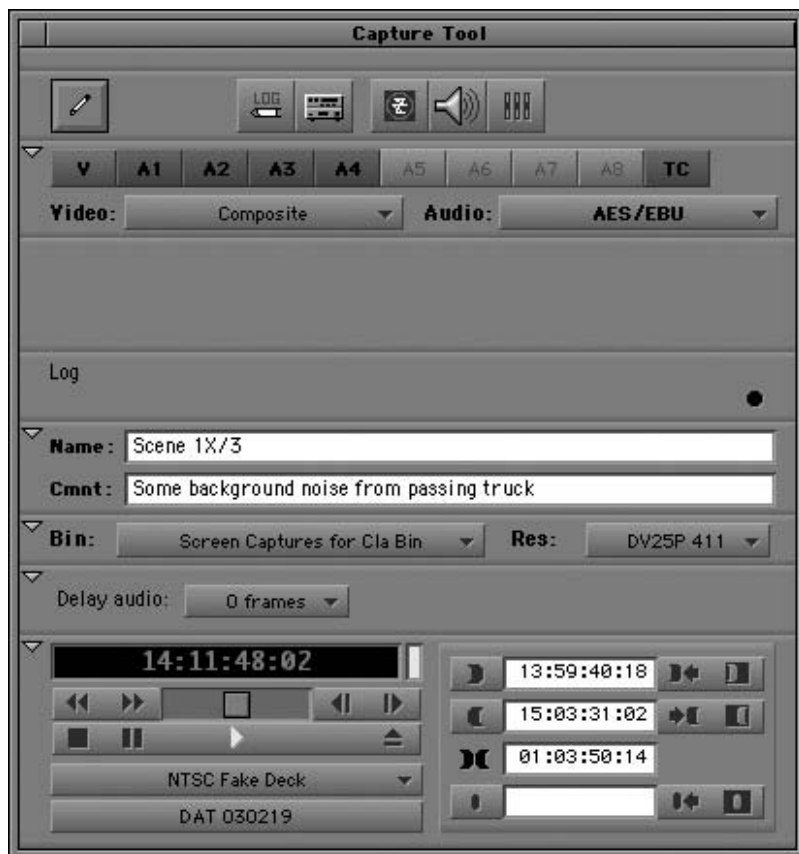 Capture Tool
LOG
V A1 A2 A3 A4 A5 A6 A7 A8 TC
Video: Composite Audio: AES/EBU
Log
Name: Scene 1X/3
Cmnt: Some background noise from passing truck
Bin: Screen Captures for Cla Bin Res: DV25P 411
Delay audio: 0 frames
14:11:48:02
NTSC Fake Deck
DAT 030219
13:59:40:18
15:03:31:02
01:03:50:14